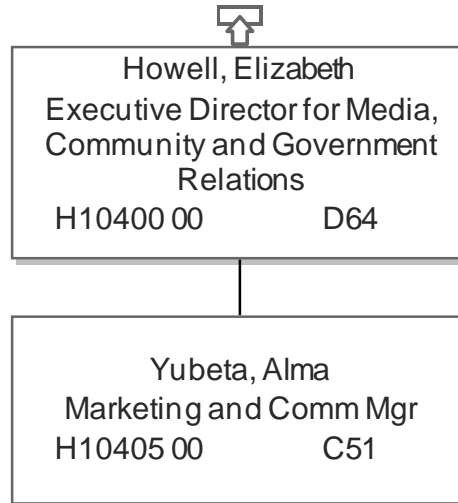 Howell, Elizabeth
Executive Director for Media,
Community and Government
Relations
H10400 00 D64
Yubeta, Alma
Marketing and Comm Mgr
H10405 00 C51